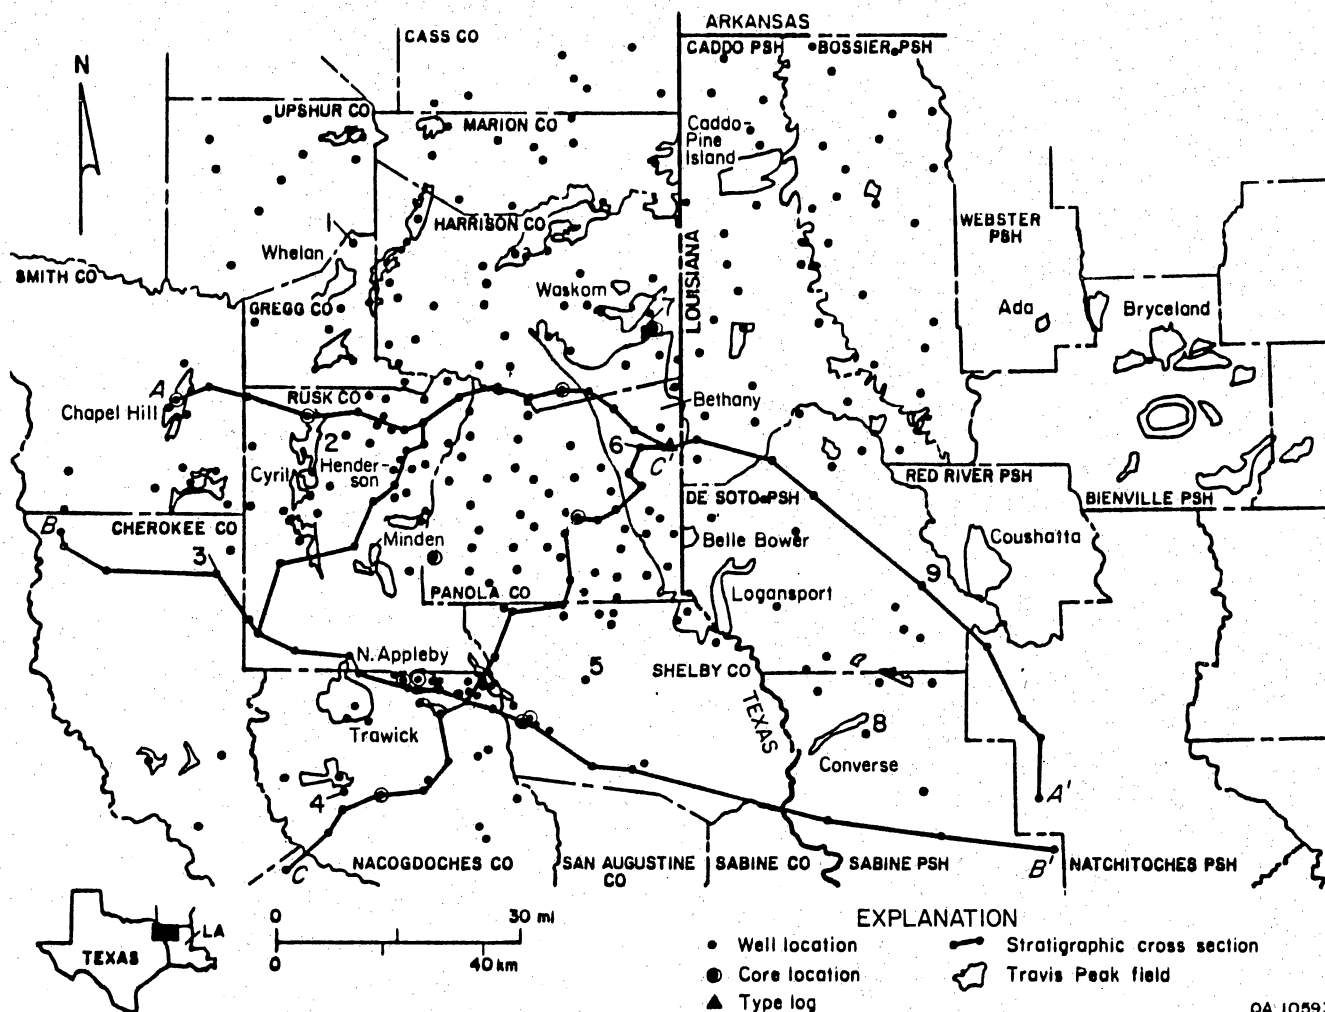 ARKANSAS
CASS CO
CADDO PSH
BOSSIER PSH
N
UPSHUR CO
MARION CO
Caddo-
Pine
Island
HARRISON CO
WEBSTER
PSH
1
Whelan
SMITH CO
LOUISIANA
Waskom
GREGG CO
7
Ada
Bryceland
A
RUSK CO
Chapel Hill
Bethany
2
6
C'
Cyril
Hender-
son
RED RIVER PSH
DE SOTO PSH
BIENVILLE PSH
B
CHEROKEE CO
Minden
Belle Bower
Coushatta
3
9
PANOLA CO
Logansport
N. Appleby
5
SHELBY CO
TEXAS
Trawick
8
Converse
4
A'
NACOGDOCHES CO
SAN AUGUSTINE
CO
SABINE CO
SABINE PSH
B'
NATCHITOCHES PSH
C
0
30 mi
0
40 km
TEXAS
LA
EXPLANATION
Well location
Stratigraphic cross section
Core location
Travis Peak field
Type log